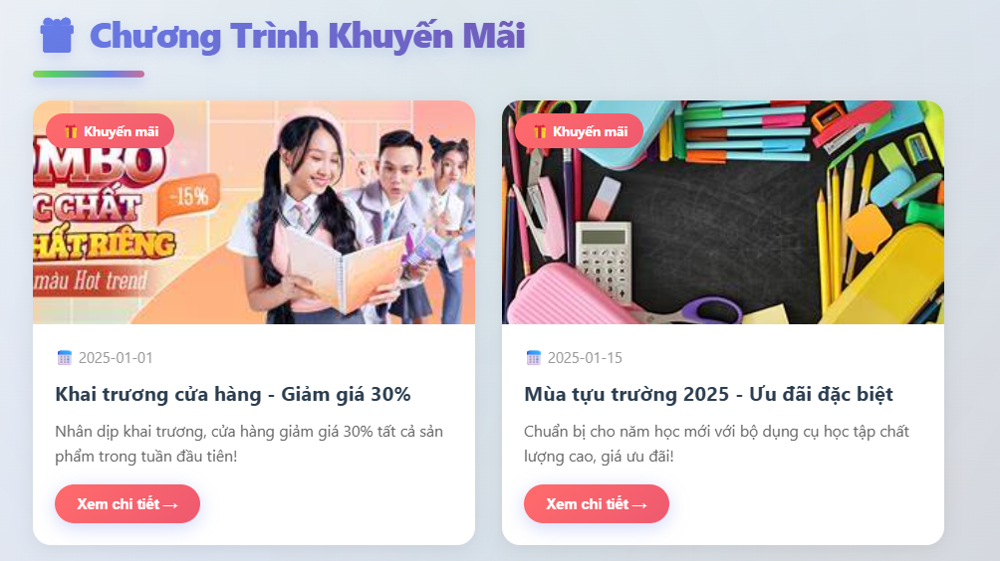 Chương Trình Khuyến Mãi
Khuyến mãi
-15%
CHẤT
CHẤT RIÊNG
màu Hot trend
2025-01-01
Khai trương cửa hàng - Giảm giá 30%
Nhân dịp khai trương, cửa hàng giảm giá 30% tất cả sản
phẩm trong tuần đầu tiên!
Xem chi tiết →
Khuyến mãi
2025-01-15
Mùa tựu trường 2025 - Ưu đãi đặc biệt
Chuẩn bị cho năm học mới với bộ dụng cụ học tập chất
lượng cao, giá ưu đãi!
Xem chi tiết →